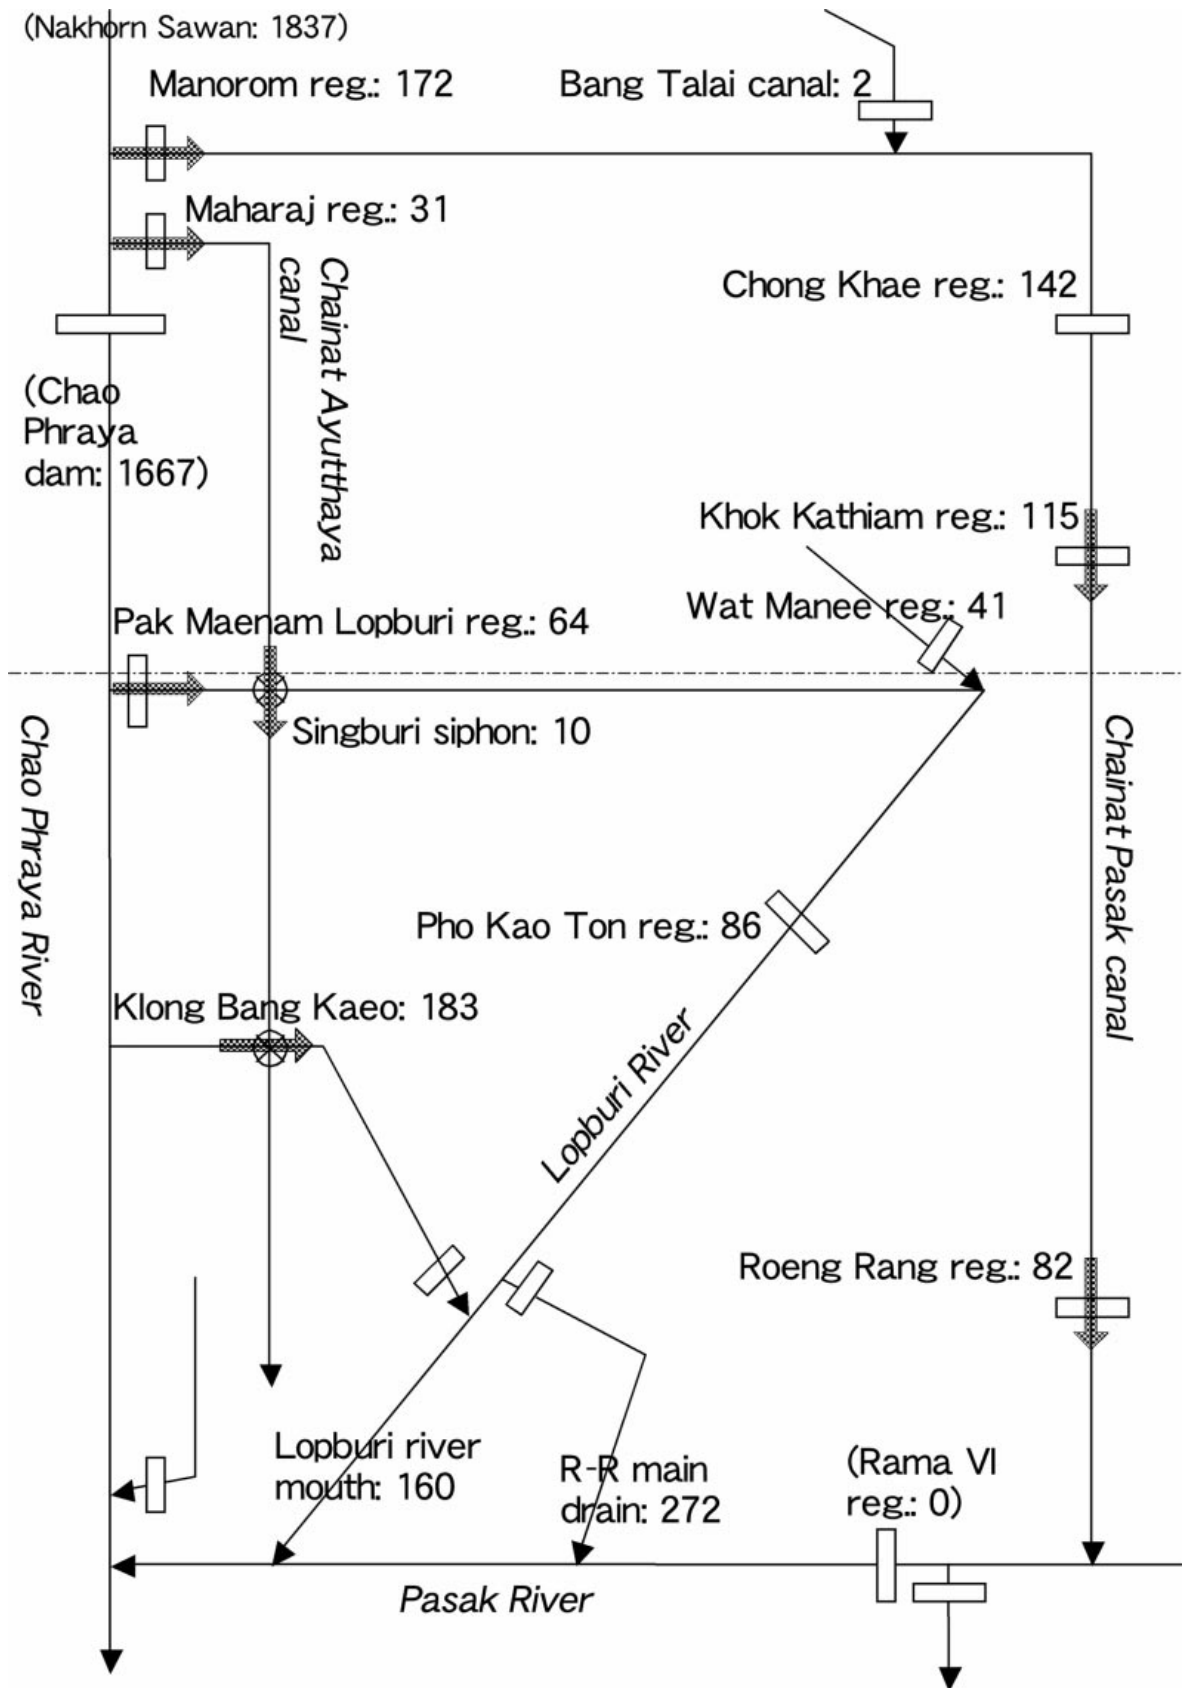 (Nakhorn Sawan: 1837)
Manorom reg.: 172
Bang Talai canal: 2
Maharaj reg.: 31
Chainat Ayutthaya
canal
Chong Khae reg.: 142
(Chao
Phraya
dam: 1667)
Khok Kathiam reg.: 115
Wat Manee reg.: 41
Pak Maenam Lopburi reg.: 64
Singburi siphon: 10
Chao Phraya River
Chainat Pasak canal
Pho Kao Ton reg.: 86
Klong Bang Kaeo: 183
Lopburi River
Roeng Rang reg.: 82
Lopburi river
mouth: 160
R-R main
drain: 272
(Rama VI
reg.: 0)
Pasak River